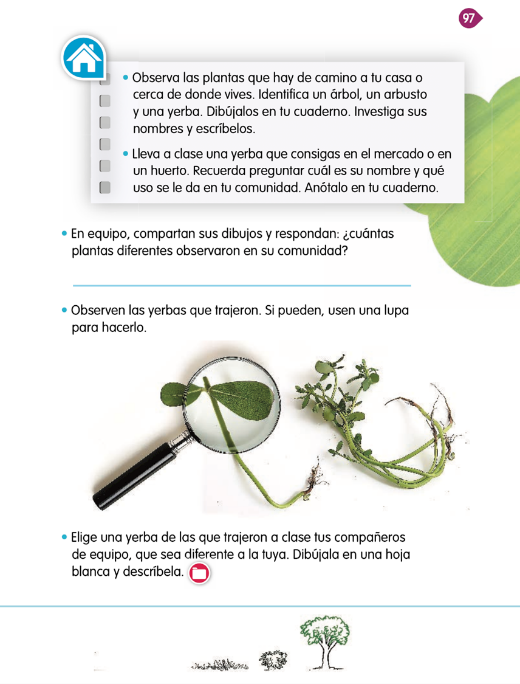 97
• Observa las plantas que hay de camino a tu casa o
cerca de donde vives. Identifica un árbol, un arbusto
y una yerba. Dibújalos en tu cuaderno. Investiga sus
nombres y escríbelos.
• Lleva a clase una yerba que consigas en el mercado o en
un huerto. Recuerda preguntar cuál es su nombre y qué
uso se le da en tu comunidad. Anótalo en tu cuaderno.
• En equipo, compartan sus dibujos y respondan: ¿cuántas
plantas diferentes observaron en su comunidad?
• Observen las yerbas que trajeron. Si pueden, usen una lupa
para hacerlo.
• Elige una yerba de las que trajeron a clase tus compañeros
de equipo, que sea diferente a la tuya. Dibújala en una hoja
blanca y descríbela.